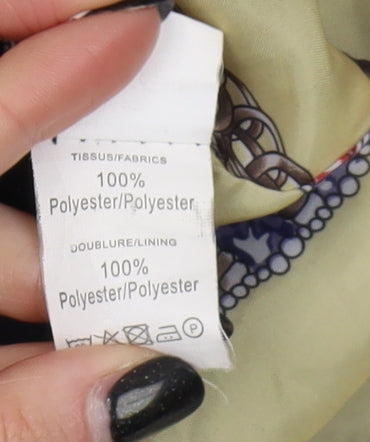 TISSUS/FABRICS
100%
Polyester/Polyester
DOUBLURE/LINING
100%
Polyester/Polyester
P